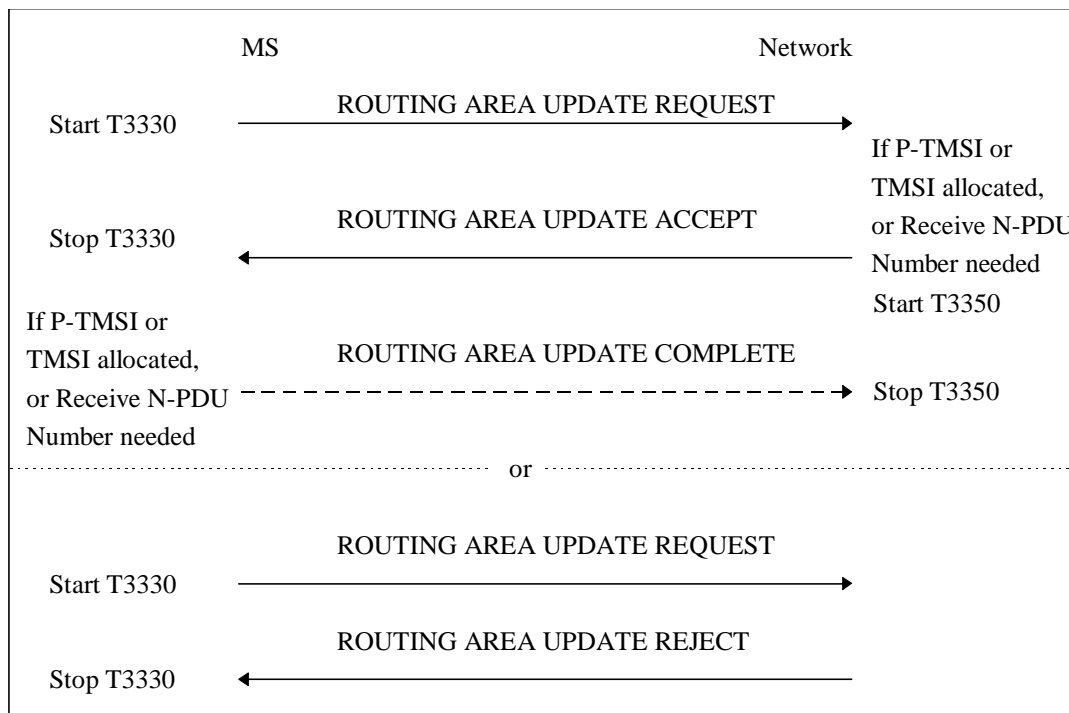 MS
Network
ROUTING AREA UPDATE REQUEST
Start T3330
If P-TMSI or
TMSI allocated,
or Receive N-PDU
Number needed
Start T3350
ROUTING AREA UPDATE ACCEPT
Stop T3330
If P-TMSI or
TMSI allocated,
or Receive N-PDU
Number needed
ROUTING AREA UPDATE COMPLETE
Stop T3350
or
ROUTING AREA UPDATE REQUEST
Start T3330
ROUTING AREA UPDATE REJECT
Stop T3330